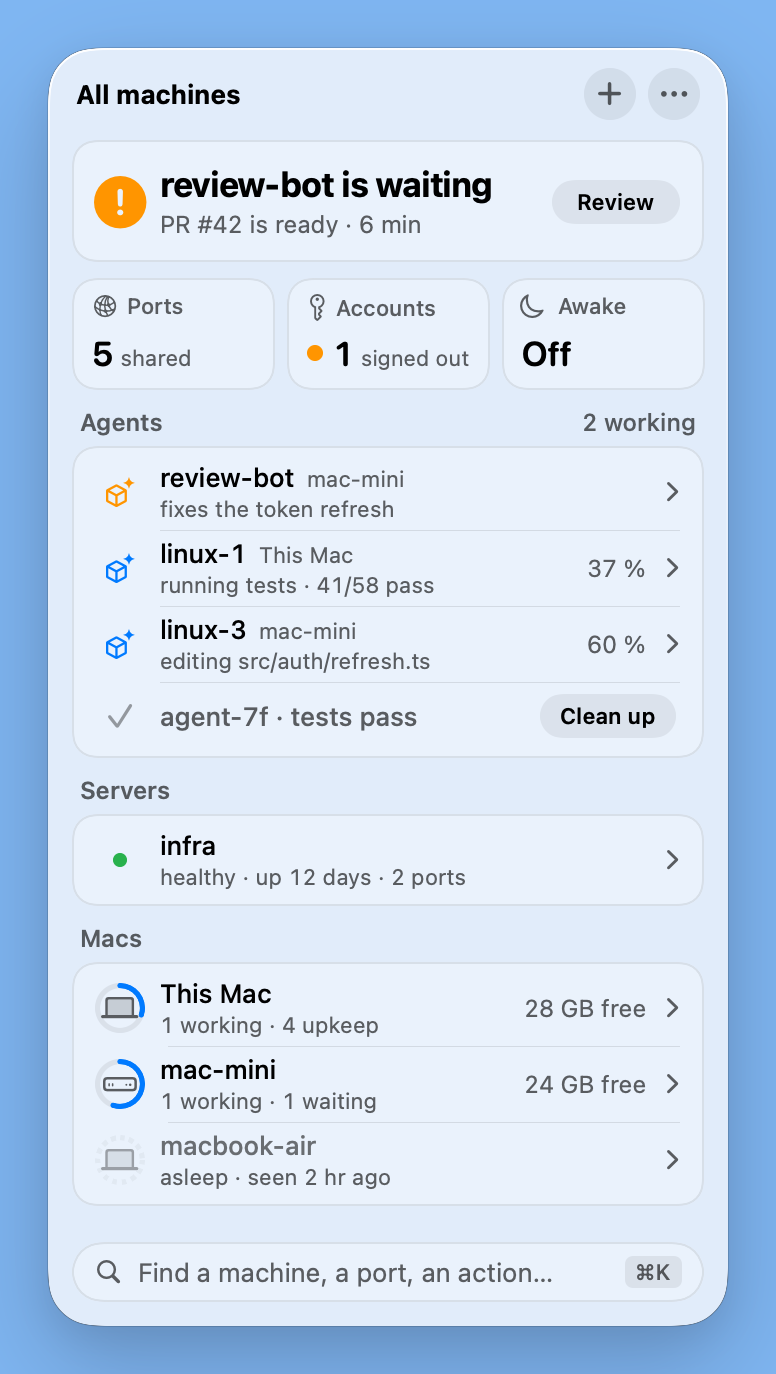 All machines
review-bot is waiting
PR #42 is ready · 6 min
Review
Ports
5 shared
Accounts
1 signed out
Awake
Off
Agents
2 working
review-bot mac-mini
fixes the token refresh
linux-1 This Mac
running tests · 41/58 pass
37 %
linux-3 mac-mini
editing src/auth/refresh.ts
60 %
agent-7f · tests pass
Clean up
Servers
infra
healthy · up 12 days · 2 ports
Macs
This Mac
1 working · 4 upkeep
28 GB free
mac-mini
1 working · 1 waiting
24 GB free
macbook-air
asleep · seen 2 hr ago
Find a machine, a port, an action...
⌘K